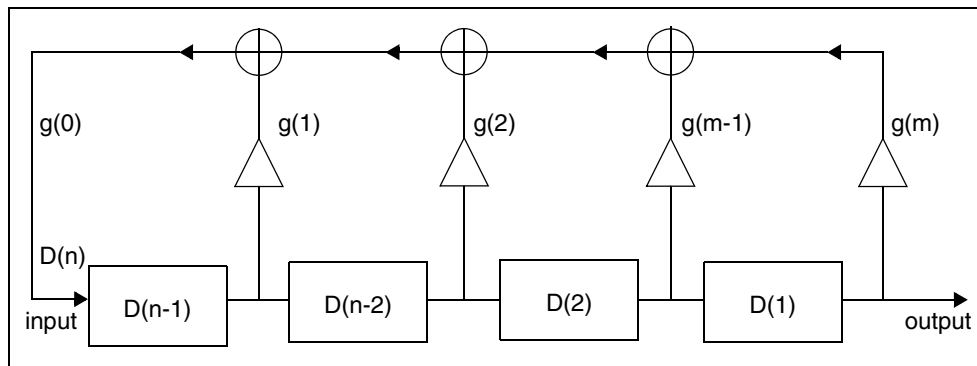 g(0) g(1) g(2) g(m-1) g(m)
D(n)
D(n-1) D(n-2) D(2) D(1)
input output